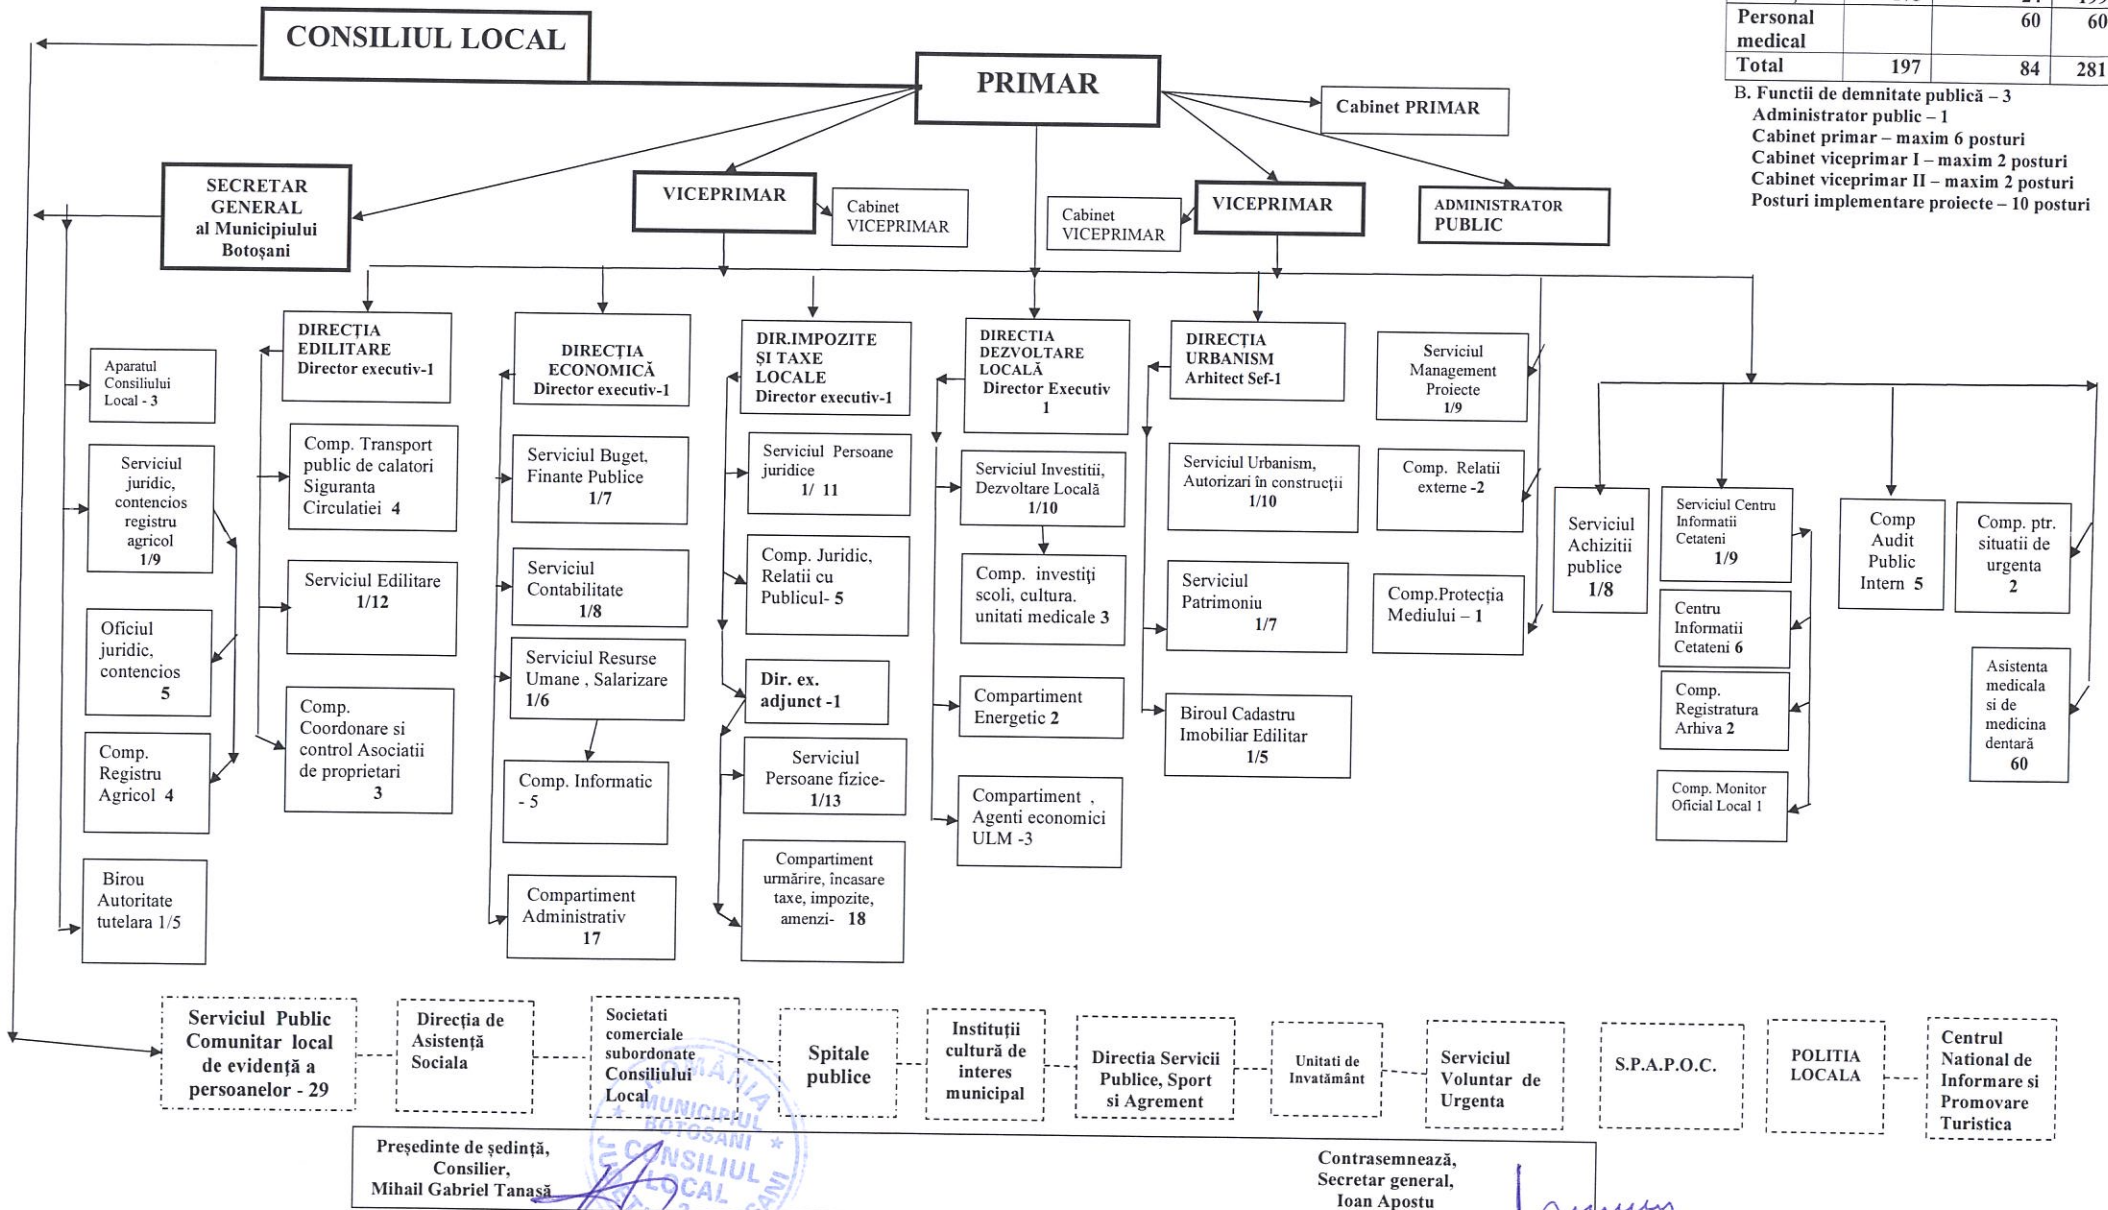 CONSILIUL LOCAL
PRIMAR
Cabinet PRIMAR
Personal 60 60
medical
Total 197 84 281
B. Functii de demnitate publică – 3
Administrator public – 1
Cabinet primar – maxim 6 posturi
Cabinet viceprimar I – maxim 2 posturi
Cabinet viceprimar II – maxim 2 posturi
Posturi implementare proiecte – 10 posturi
SECRETAR
GENERAL
al Municipiului
Botoșani
VICEPRIMAR
Cabinet
VICEPRIMAR
Cabinet
VICEPRIMAR
VICEPRIMAR
ADMINISTRATOR
PUBLIC
Aparatul
Consiliului
Local - 3
Serviciul
juridic,
contencios
registru
agricol
1/9
Oficiul
juridic,
contencios
5
Comp.
Registru
Agricol 4
Birou
Autoritate
tutelara 1/5
DIRECȚIA
EDILITARE
Director executiv-1
Comp. Transport
public de calatori
Siguranta
Circulatiei 4
Serviciul Edilitare
1/12
Comp.
Coordonare si
control Asociatii
de proprietari
3
DIRECȚIA
ECONOMICĂ
Director executiv-1
Serviciul Buget,
Finante Publice
1/7
Serviciul
Contabilitate
1/8
Serviciul Resurse
Umane , Salarizare
1/6
Comp. Informatic
- 5
Compartiment
Administrativ
17
DIR.IMPOZITE
ȘI TAXE
LOCALE
Director executiv-1
Serviciul Persoane
juridice
1/ 11
Comp. Juridic,
Relatii cu
Publicul- 5
Dir. ex.
adjunct -1
Serviciul
Persoane fizice-
1/13
Compartiment
urmărire, încasare
taxe, impozite,
amenzi- 18
DIRECTIA
DEZVOLTARE
LOCALĂ
Director Executiv
1
Serviciul Investitii,
Dezvoltare Locală
1/10
Comp. investiţi
scoli, cultura.
unitati medicale 3
Compartiment
Energetic 2
Compartiment ,
Agenti economici
ULM -3
DIRECȚIA
URBANISM
Arhitect Sef-1
Serviciul Urbanism,
Autorizari în construcţii
1/10
Serviciul
Patrimoniu
1/7
Biroul Cadastru
Imobiliar Edilitar
1/5
Serviciul
Management
Proiecte
1/9
Comp. Relatii
externe -2
Comp.Protecția
Mediului – 1
Serviciul
Achizitii
publice
1/8
Serviciul Centru
Informatii
Cetateni
1/9
Centru
Informatii
Cetateni 6
Comp.
Registratura
Arhiva 2
Comp. Monitor
Oficial Local 1
Comp
Audit
Public
Intern 5
Comp. ptr.
situatii de
urgenta
2
Asistenta
medicala
si de
medicina
dentară
60
Serviciul Public
Comunitar local
de evidență a
persoanelor - 29
Direcția de
Asistență
Sociala
Societati
comerciale
subordonate
Consiliului
Local
Spitale
publice
Instituții
cultură de
interes
municipal
Directia Servicii
Publice, Sport
si Agrement
Unitati de
Invatământ
Serviciul
Voluntar de
Urgenta
S.P.A.P.O.C.
POLITIA
LOCALA
Centrul
National de
Informare si
Promovare
Turistica
ROMÂNIA
MUNICIPIUL
BOTOȘANI
CONSILIUL
LOCAL
Președinte de ședință,
Consilier,
Mihail Gabriel Tanasă
Contrasemnează,
Secretar general,
Ioan Apostu